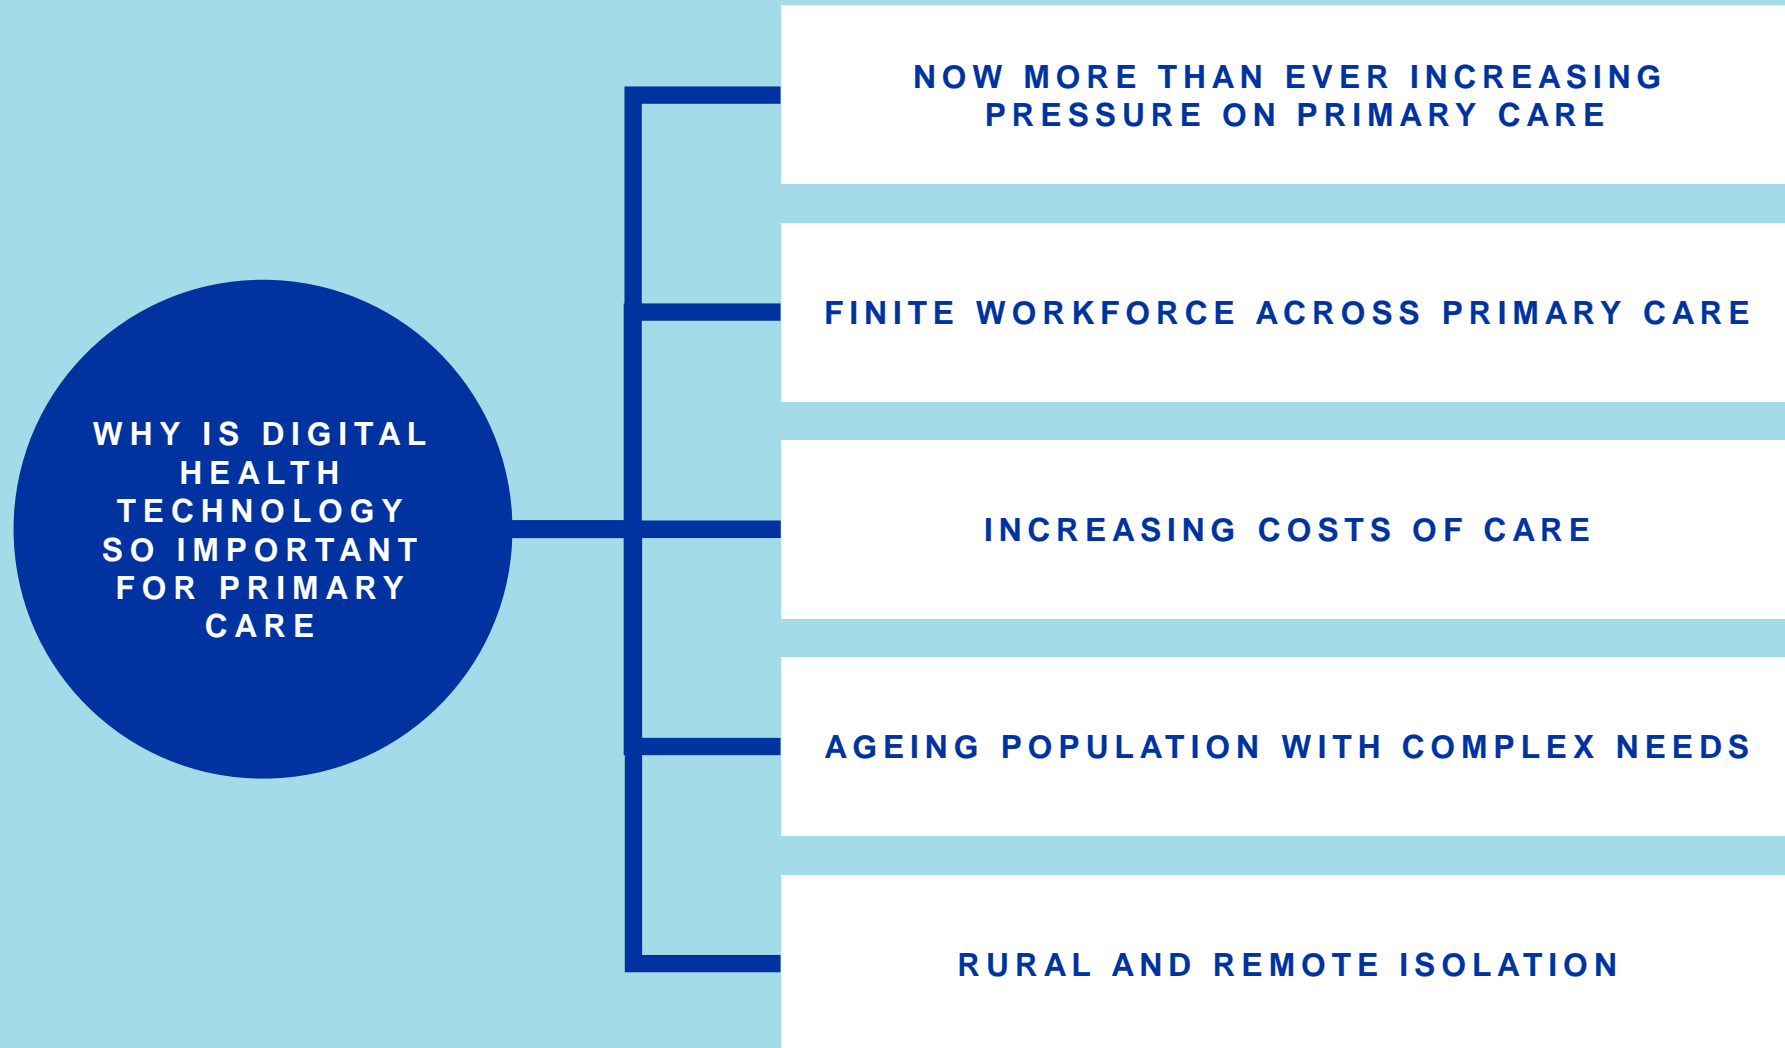 WHY IS DIGITAL
HEALTH
TECHNOLOGY
SO IMPORTANT
FOR PRIMARY
CARE
NOW MORE THAN EVER INCREASING
PRESSURE ON PRIMARY CARE
FINITE WORKFORCE ACROSS PRIMARY CARE
INCREASING COSTS OF CARE
AGEING POPULATION WITH COMPLEX NEEDS
RURAL AND REMOTE ISOLATION